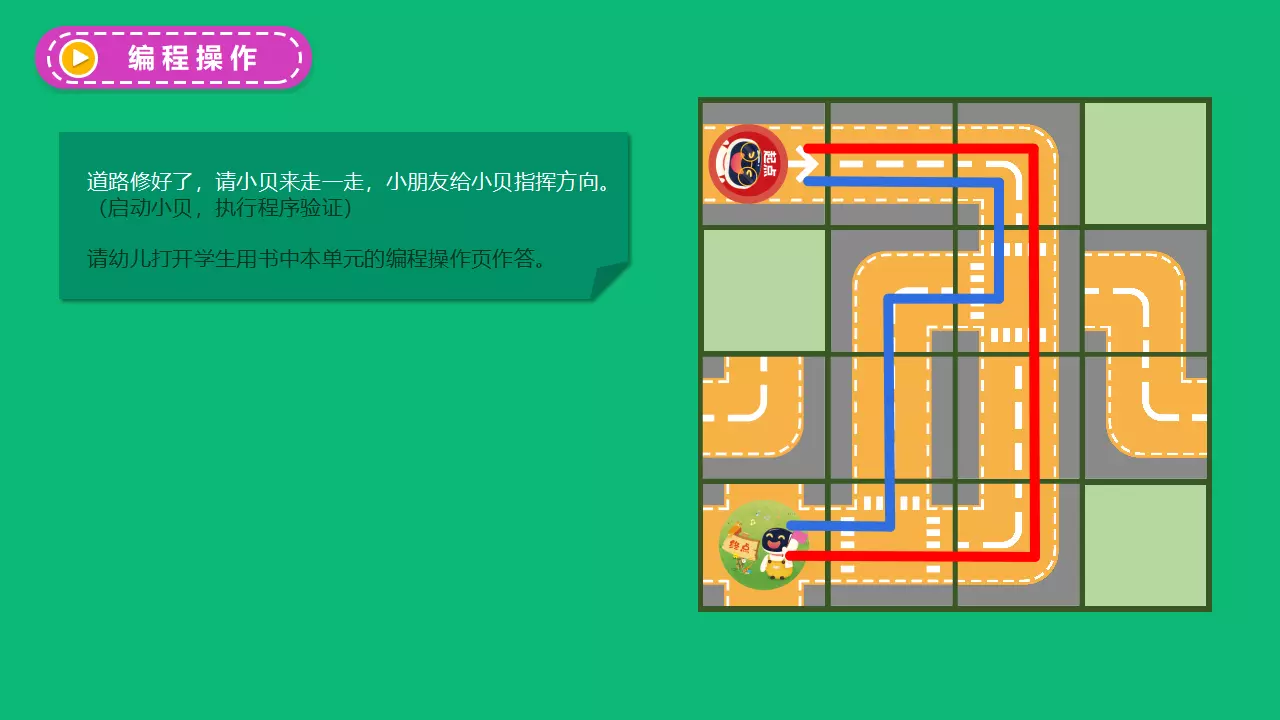 编程操作
道路修好了，请小贝来走一走，小朋友给小贝指挥方向。
（启动小贝，执行程序验证）
请幼儿打开学生用书中本单元的编程操作页作答。
起点
终点